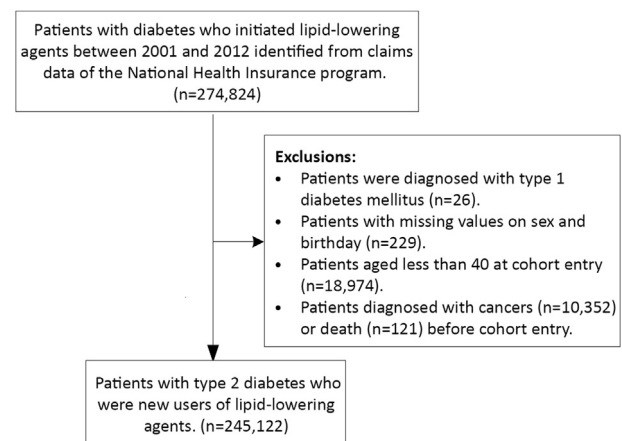 Patients with diabetes who initiated lipid-lowering
agents between 2001 and 2012 identified from claims
data of the National Health Insurance program.
(n=274,824)
Exclusions:
• Patients were diagnosed with type 1
diabetes mellitus (n=26).
• Patients with missing values on sex and
birthday (n=229).
• Patients aged less than 40 at cohort entry
(n=18,974).
• Patients diagnosed with cancers (n=10,352)
or death (n=121) before cohort entry.
Patients with type 2 diabetes who
were new users of lipid-lowering
agents. (n=245,122)